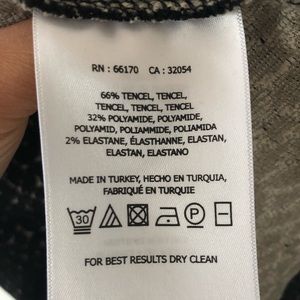 RN : 66170 CA : 32054
66% TENCEL, TENCEL,
TENCEL, TENCEL, TENCEL
32% POLYAMIDE, POLYAMIDE,
POLYAMID, POLIAMMIDE, POLIAMIDA
2% ELASTANE, ÉLASTHANNE, ELASTAN,
ELASTAN, ELASTANO
MADE IN TURKEY, HECHO EN TURQUIA,
FABRIQUÉ EN TURQUIE
30 P
FOR BEST RESULTS DRY CLEAN